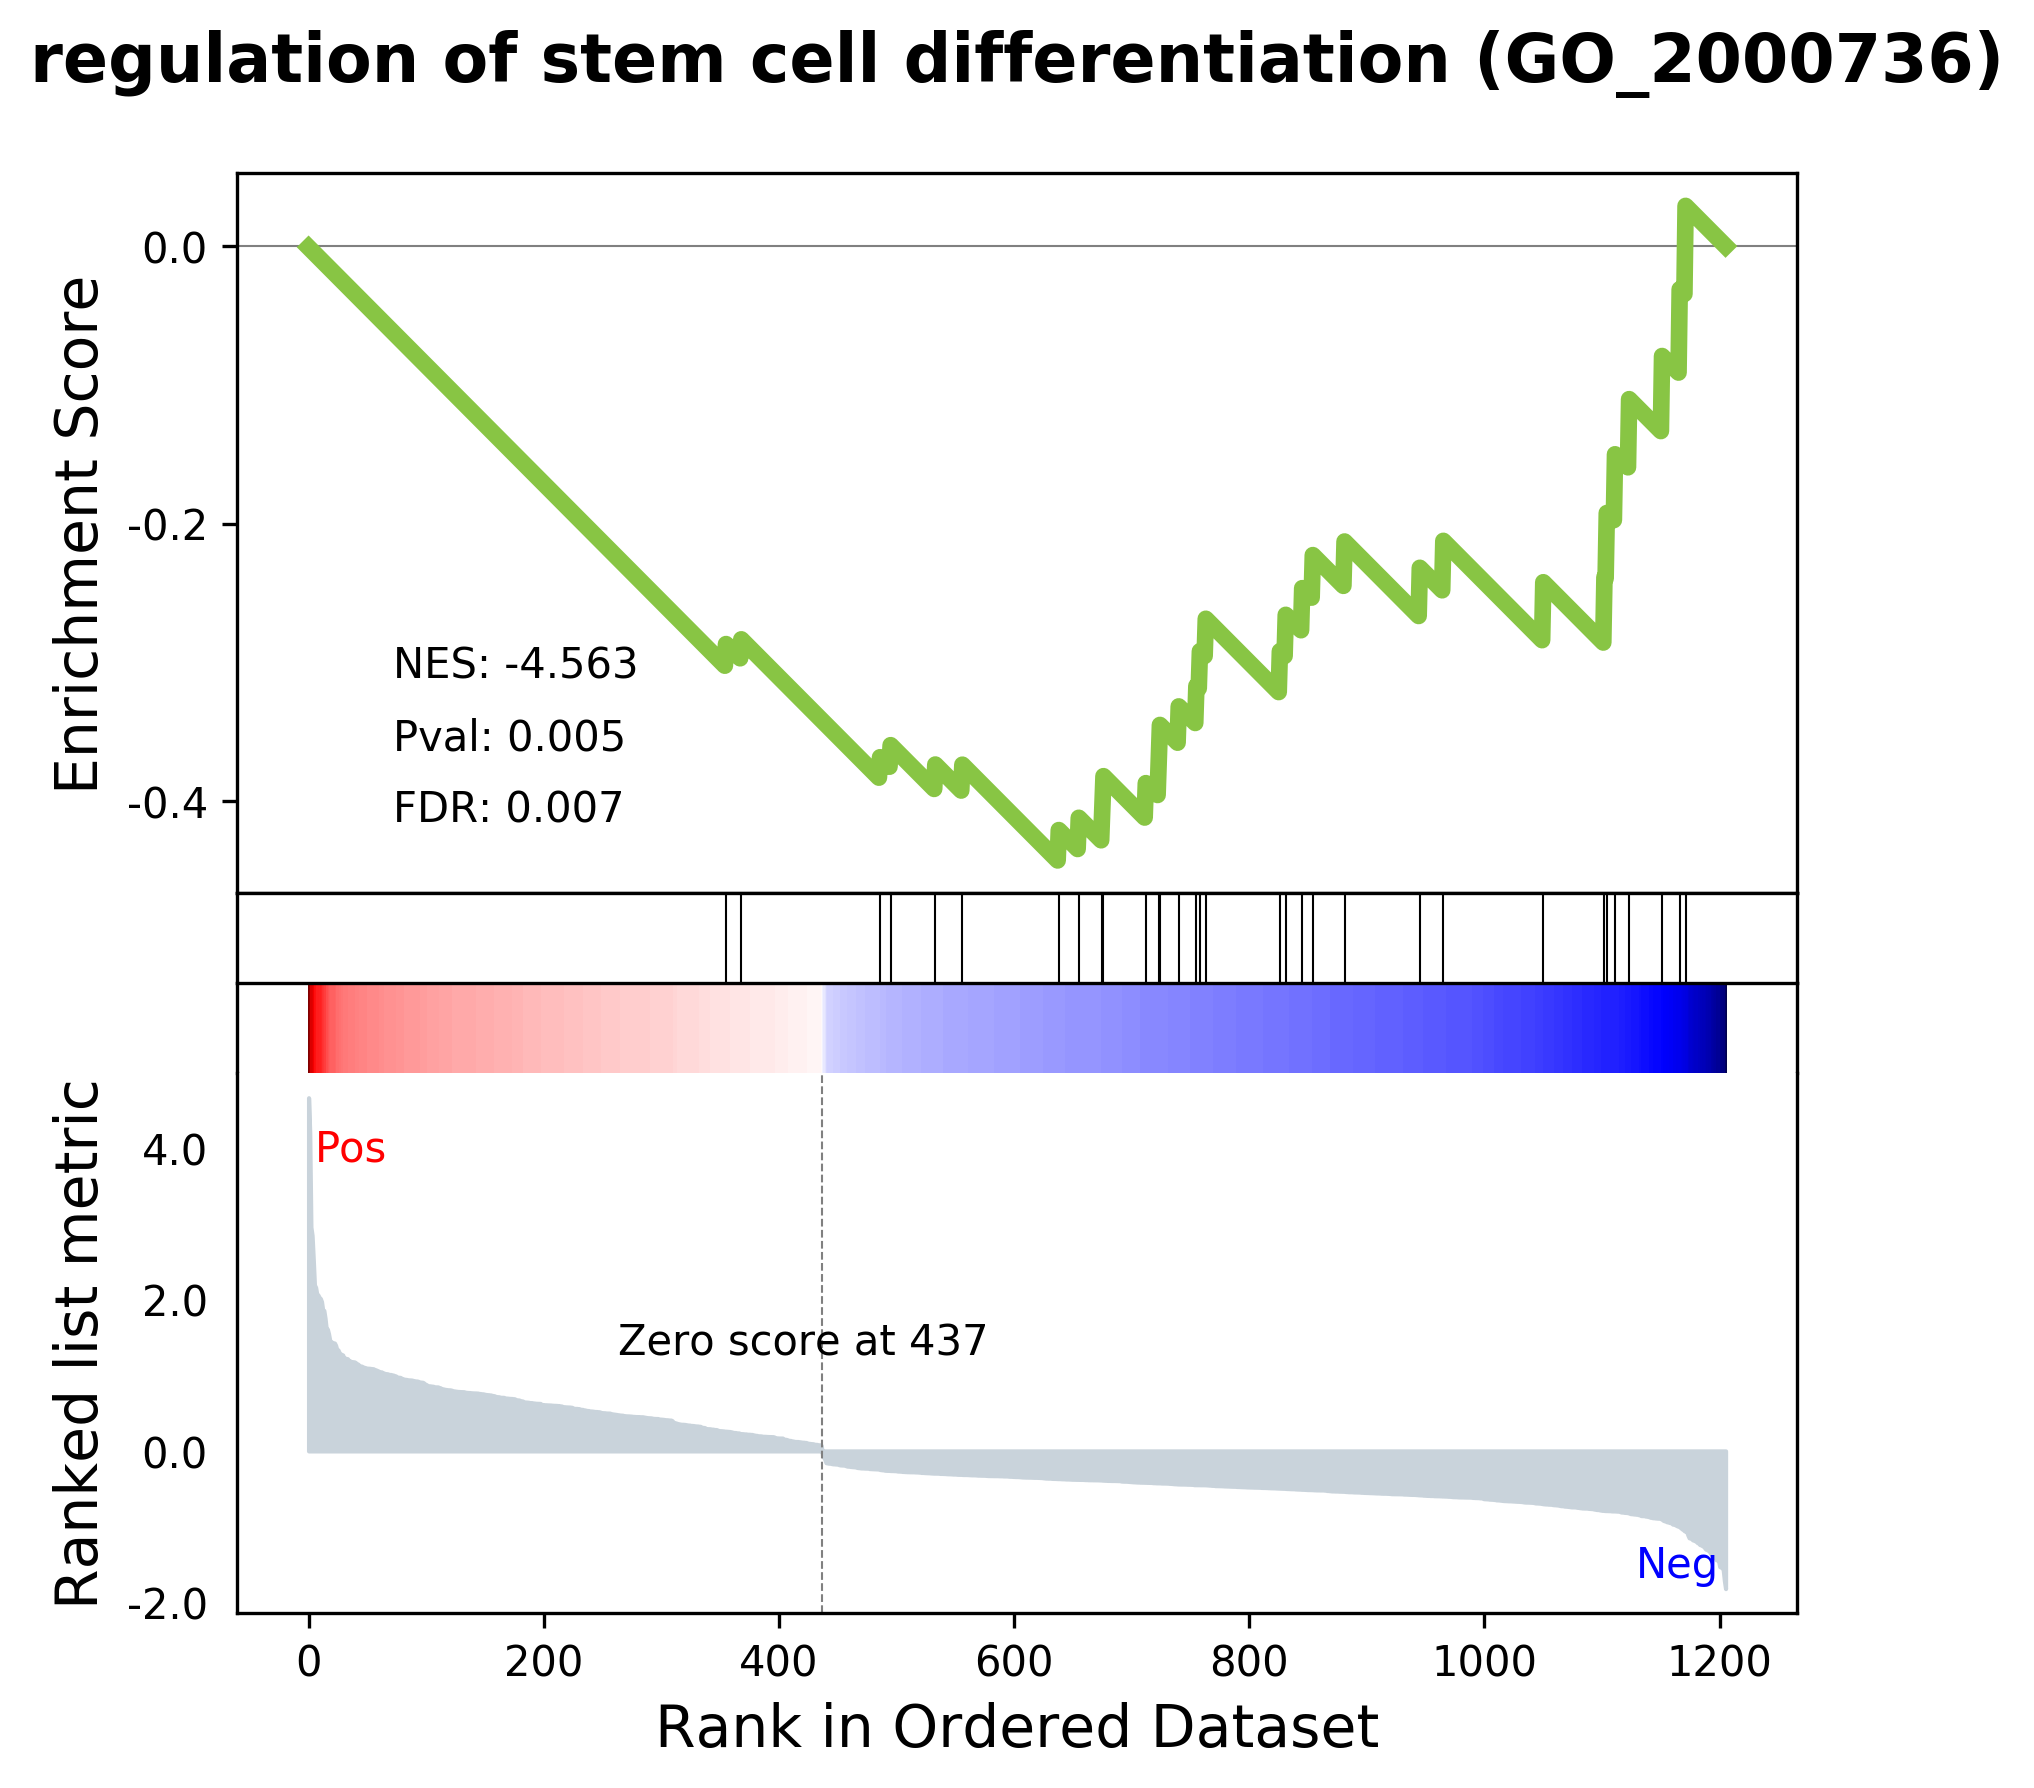 regulation of stem cell differentiation (GO_2000736)
Enrichment Score
0.0
-0.2
-0.4
NES: -4.563
Pval: 0.005
FDR: 0.007
Ranked list metric
4.0
2.0
0.0
-2.0
Pos
Zero score at 437
Neg
0 200 400 600 800 1000 1200
Rank in Ordered Dataset